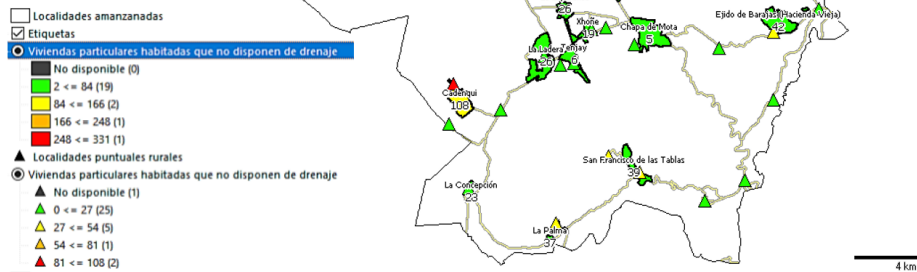 Localidades amanzanadas
Etiquetas
Viviendas particulares habitadas que no disponen de drenaje
No disponible (0)
2 <= 84 (19)
84 <= 166 (2)
166 <= 248 (1)
248 <= 331 (1)
Localidades puntuales rurales
Viviendas particulares habitadas que no disponen de drenaje
No disponible (1)
0 <= 27 (25)
27 <= 54 (5)
54 <= 81 (1)
81 <= 108 (2)
26
Xhoñe
19
Chapa de Mota
5
Ejido de Barajas (Hacienda Vieja)
42
La Ladera
26
Tenjay
6
Cadenqui
108
San Francisco de las Tablas
39
La Concepción
23
La Palma
37
4 km